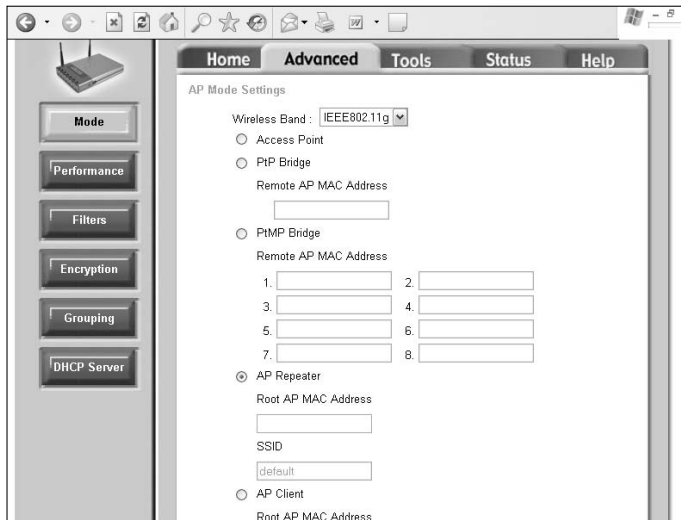 Home Advanced Tools Status Help
Mode
Performance
Filters
Encryption
Grouping
DHCP Server
AP Mode Settings
Wireless Band : IEEE802.11g
Access Point
PtP Bridge
Remote AP MAC Address
PtMP Bridge
Remote AP MAC Address
1. 2.
3. 4.
5. 6.
7. 8.
AP Repeater
Root AP MAC Address
SSID
default
AP Client
Root AP MAC Address